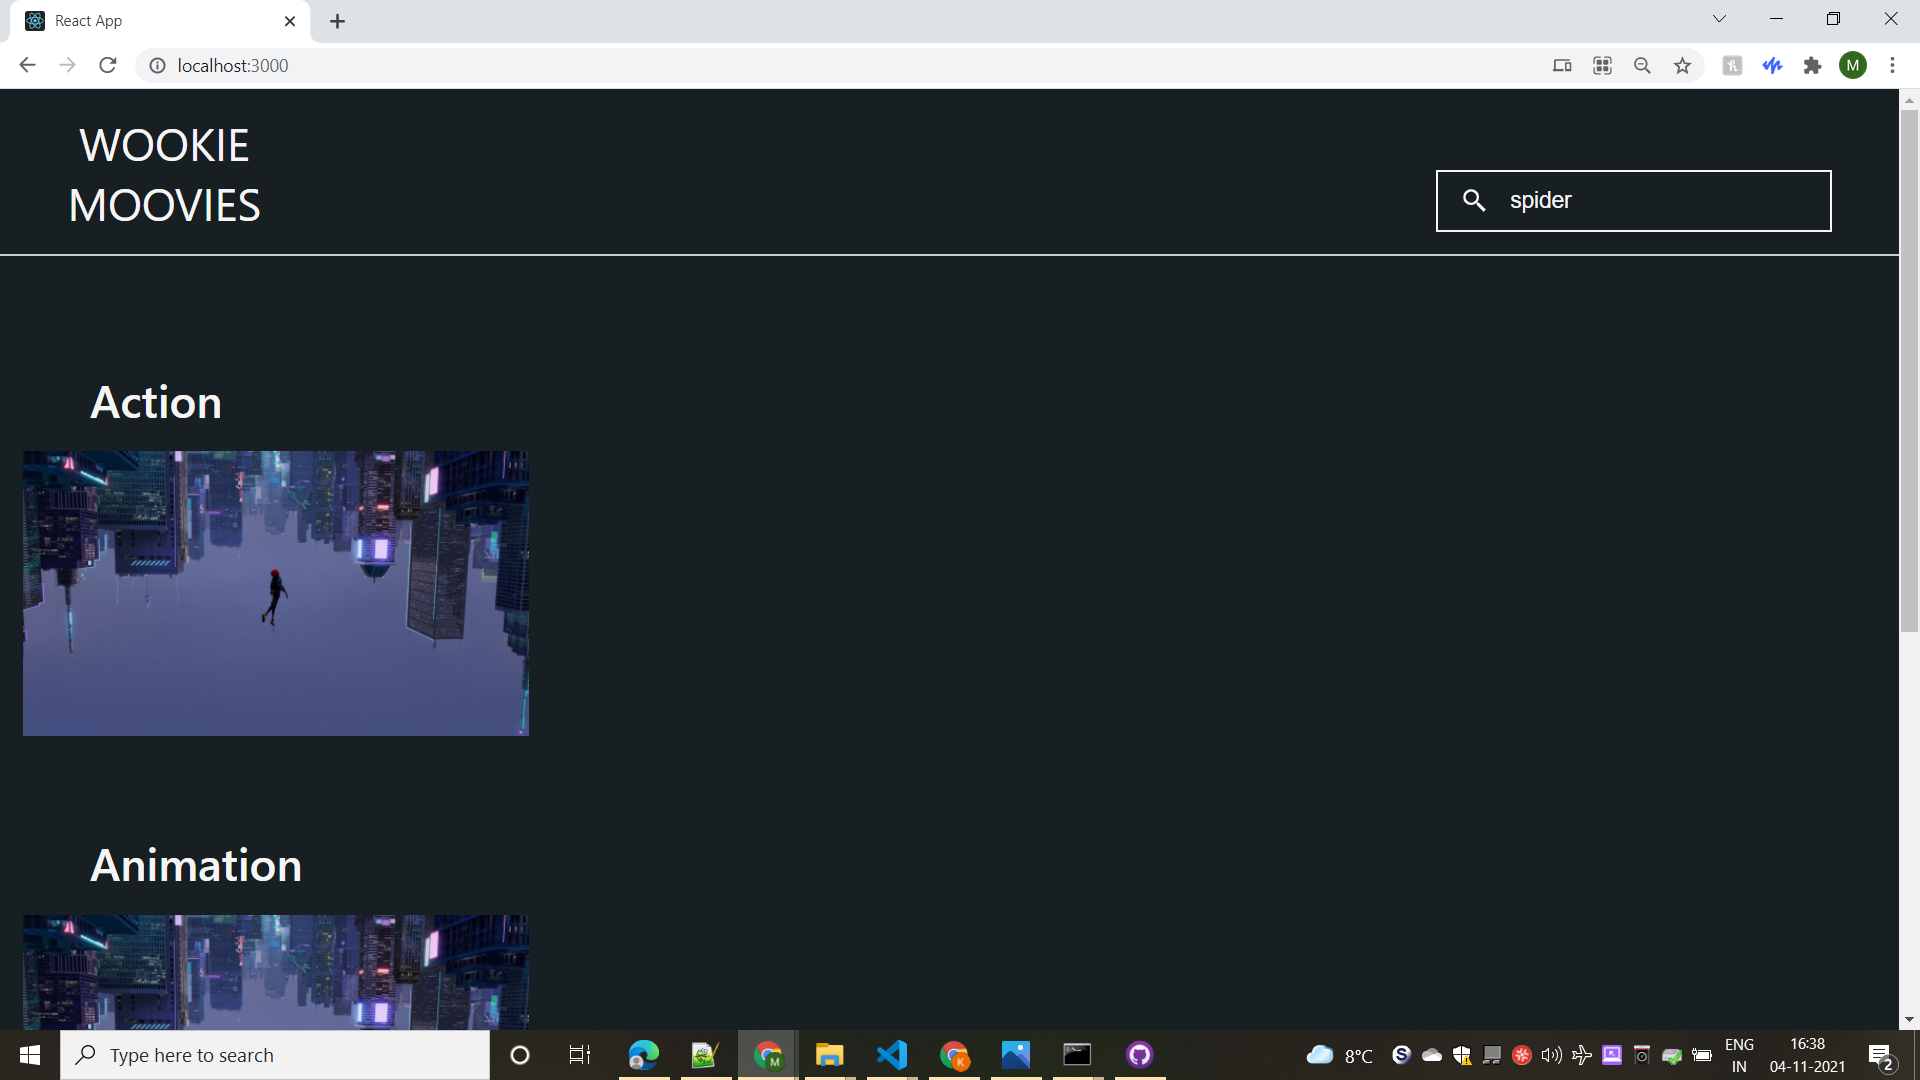 React App
localhost:3000
M
WOOKIE
MOOVIES
spider
Action
Animation
Type here to search
M
K
8°C
S
ENG
IN
16:38
04-11-2021
2